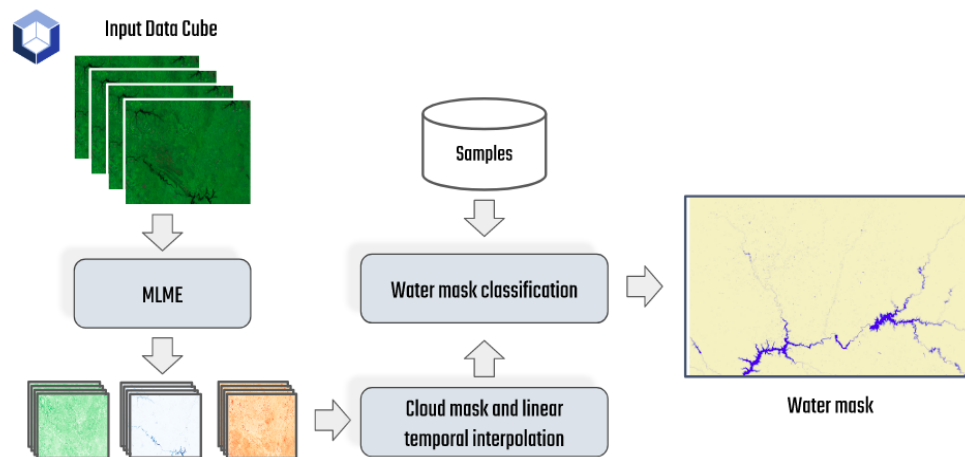 Input Data Cube
Samples
MLME
Water mask classification
Cloud mask and linear
temporal interpolation
Water mask